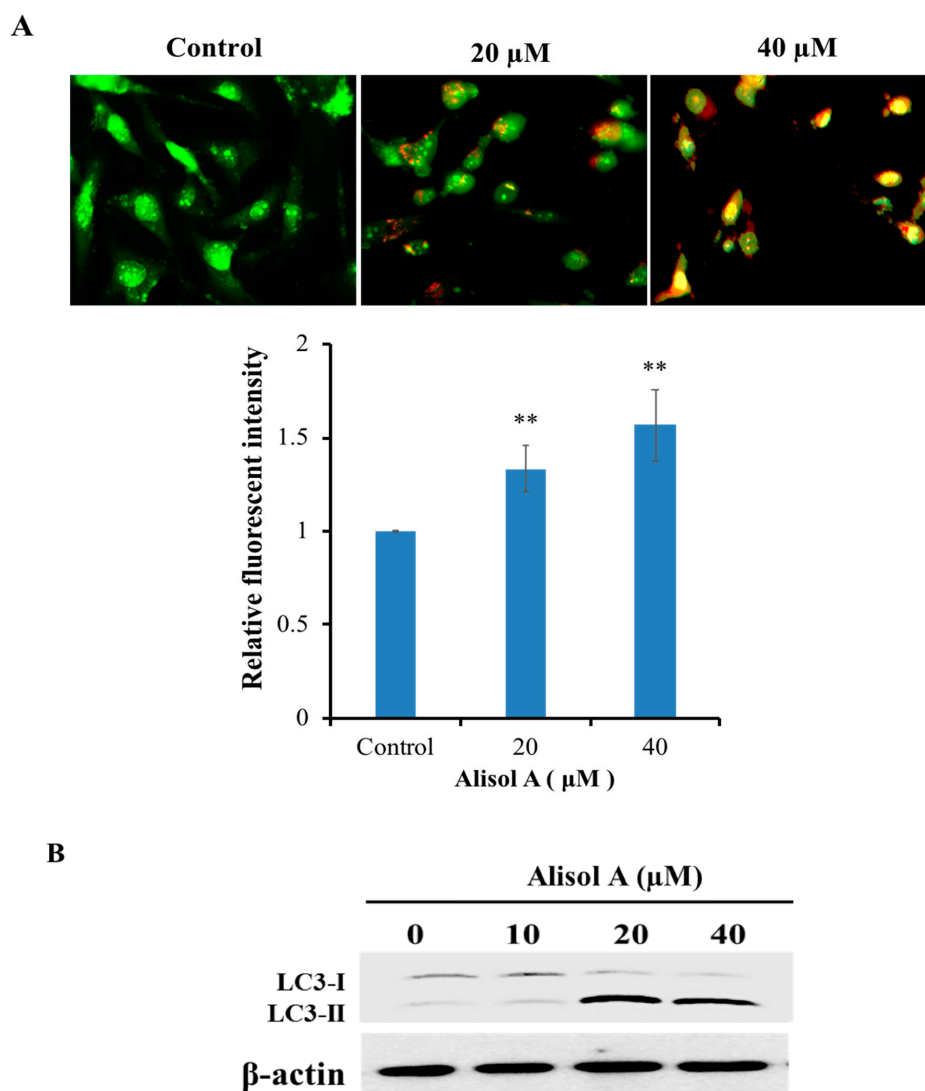 A
Control 20 μM 40 μM
Relative fluorescent intensity
2
**
**
1.5
1
0.5
0
Control 20 40
Alisol A ( μM )
B
Alisol A (μM)
0 10 20 40
LC3-I
LC3-II
β-actin